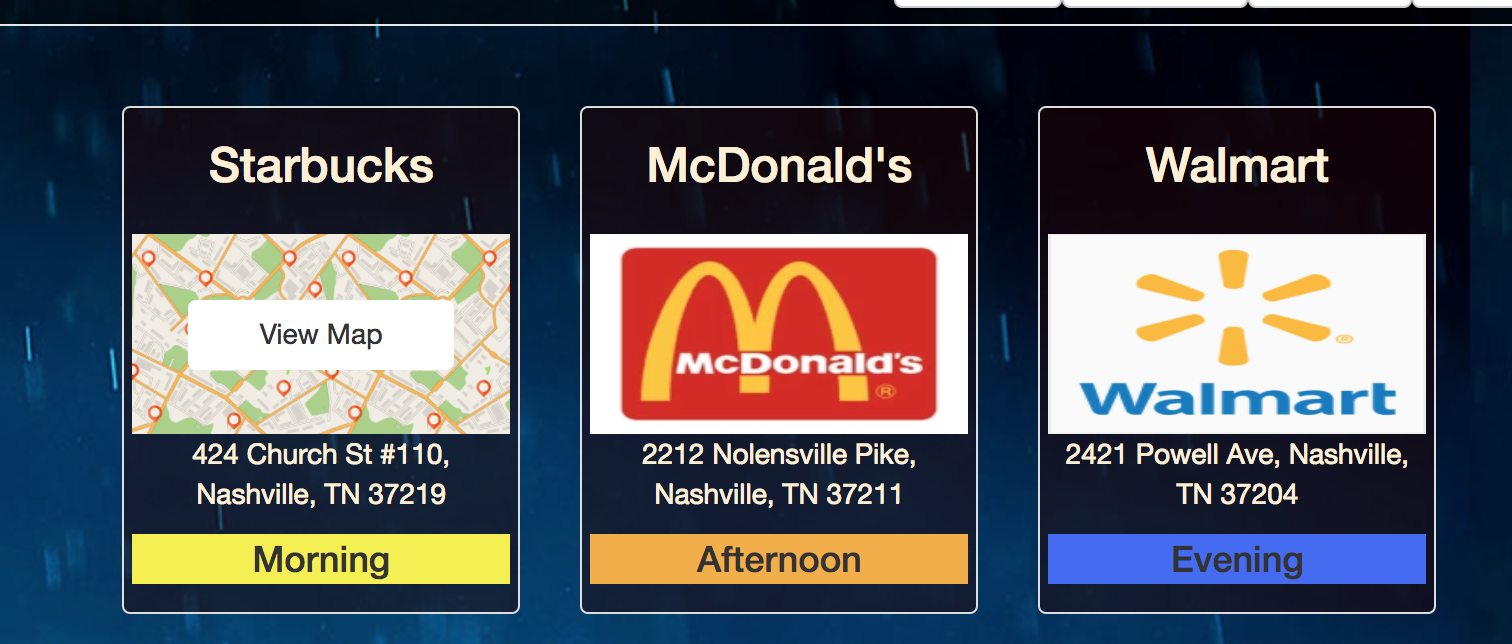 Starbucks
View Map
424 Church St #110,
Nashville, TN 37219
Morning
McDonald's
McDonald's
®
2212 Nolensville Pike,
Nashville, TN 37211
Afternoon
Walmart
®
Walmart
2421 Powell Ave, Nashville,
TN 37204
Evening